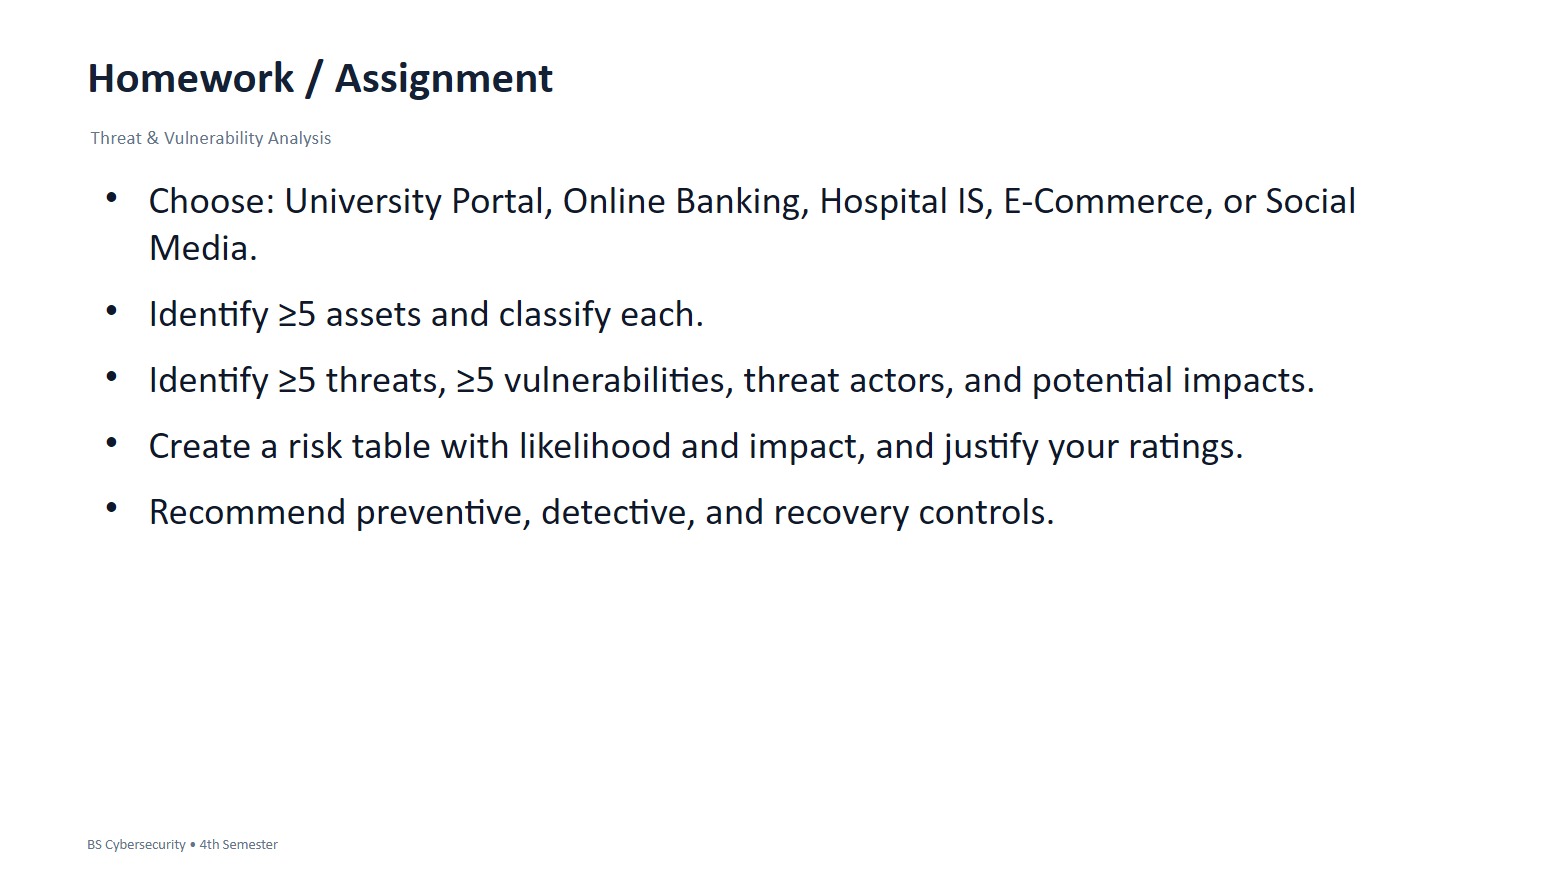 Homework / Assignment
Threat & Vulnerability Analysis
• Choose: University Portal, Online Banking, Hospital IS, E-Commerce, or Social
Media.
• Identify ≥5 assets and classify each.
• Identify ≥5 threats, ≥5 vulnerabilities, threat actors, and potential impacts.
• Create a risk table with likelihood and impact, and justify your ratings.
• Recommend preventive, detective, and recovery controls.
BS Cybersecurity • 4th Semester